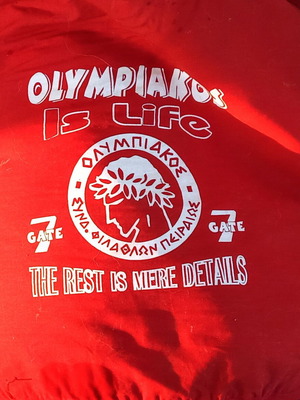 OLYMPIAKOS
Is Life
ΟΛΥΜΠΙΑΚΟΣ
ΣΥΝΔ. ΦΙΛΑΘΛΩΝ ΠΕΙΡΑΙΩΣ
7 GATE
7 GATE
THE REST IS MERE DETAILS